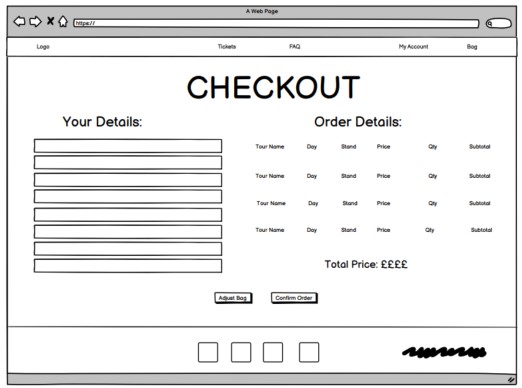 A Web Page
https://
Logo Tickets FAQ My Account Bag
CHECKOUT
Your Details:
Order Details:
Tour Name Day Stand Price Qty Subtotal
Tour Name Day Stand Price Qty Subtotal
Tour Name Day Stand Price Qty Subtotal
Tour Name Day Stand Price Qty Subtotal
Total Price: ££££
Adjust Bag Confirm Order